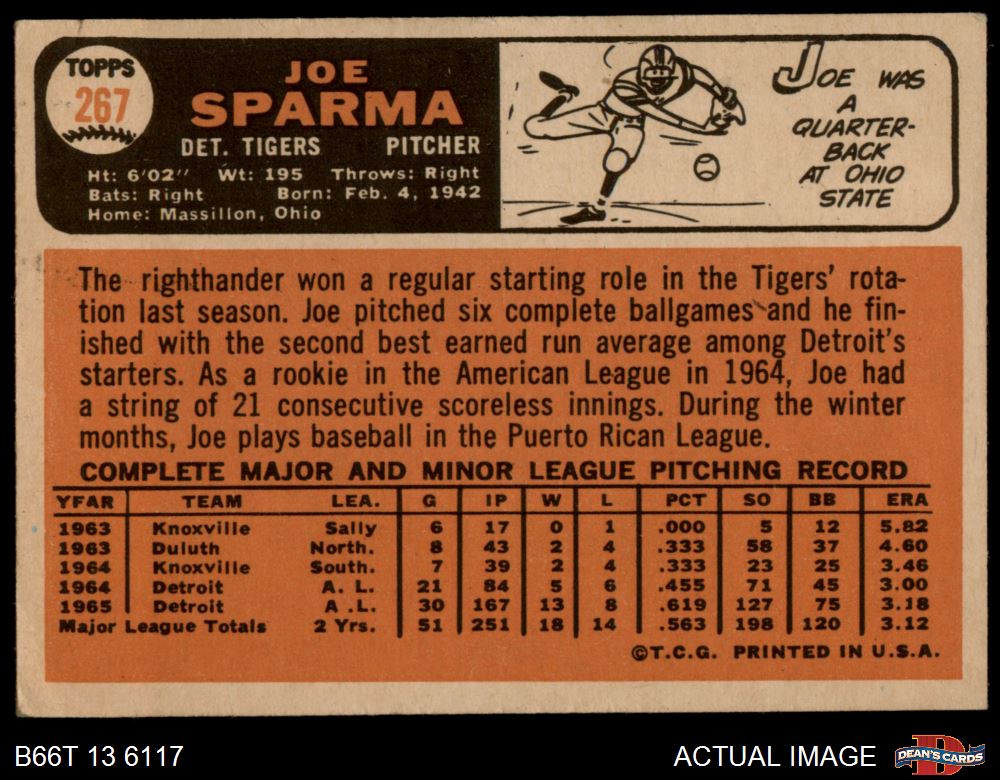 TOPPS
267
JOE
SPARMA
DET. TIGERS PITCHER
Ht: 6'02" Wt: 195 Throws: Right
Bats: Right Born: Feb. 4, 1942
Home: Massillon, Ohio
JOE WAS
A
QUARTER-
BACK
AT OHIO
STATE
The righthander won a regular starting role in the Tigers' rota-
tion last season. Joe pitched six complete ballgames and he fin-
ished with the second best earned run average among Detroit's
starters. As a rookie in the American League in 1964, Joe had
a string of 21 consecutive scoreless innings. During the winter
months, Joe plays baseball in the Puerto Rican League.
COMPLETE MAJOR AND MINOR LEAGUE PITCHING RECORD
YEAR TEAM LEA. G IP W L PCT SO BB ERA
1963 Knoxville Sally 6 17 0 1 .000 5 12 5.82
1963 Duluth North. 8 43 2 4 .333 58 37 4.60
1964 Knoxville South. 7 39 2 4 .333 23 25 3.46
1964 Detroit A. L. 21 84 5 6 .455 71 45 3.00
1965 Detroit A .L. 30 167 13 8 .619 127 75 3.18
Major League Totals 2 Yrs. 51 251 18 14 .563 198 120 3.12
©T.C.G. PRINTED IN U.S.A.
B66T 13 6117
ACTUAL IMAGE
DEAN'S CARDS